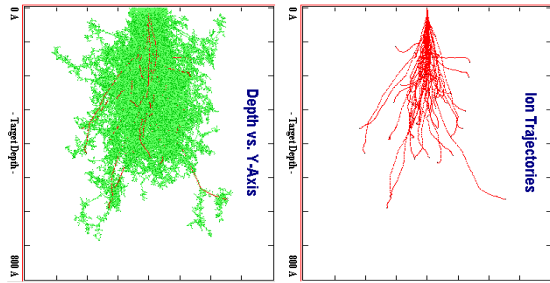 0 Å
- Target Depth -
800 Å
Depth vs. Y-Axis
0 Å
- Target Depth -
800 Å
Ion Trajectories